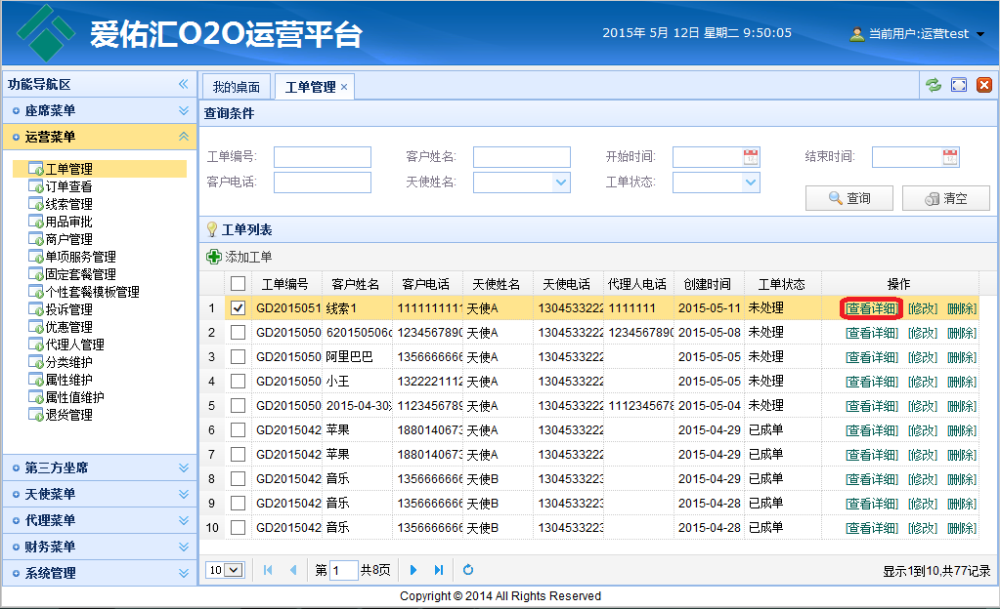 爱佑汇O2O运营平台
2015年 5月 12日 星期二 9:50:05
当前用户:运营test
功能导航区
座席菜单
运营菜单
工单管理
订单查看
线索管理
用品审批
商户管理
单项服务管理
固定套餐管理
个性套餐模板管理
投诉管理
优惠管理
代理人管理
分类维护
属性维护
属性值维护
退货管理
第三方坐席
天使菜单
代理菜单
财务菜单
系统管理
我的桌面 工单管理
查询条件
工单编号: 客户姓名: 开始时间: 结束时间:
客户电话: 天使姓名: 工单状态:
查询 清空
工单列表
添加工单
工单编号 客户姓名 客户电话 天使姓名 天使电话 代理人电话 创建时间 工单状态 操作
1 GD2015051 线索1 1111111111 天使A 1304533222 1111111 2015-05-11 未处理 [查看详细] [修改] [删除]
2 GD2015050 620150506c 1234567890 天使A 1304533222 1234567890 2015-05-08 未处理 [查看详细] [修改] [删除]
3 GD2015050 阿里巴巴 1356666666 天使A 1304533222 2015-05-05 未处理 [查看详细] [修改] [删除]
4 GD2015050 小王 1322221112 天使A 1304533222 2015-05-05 未处理 [查看详细] [修改] [删除]
5 GD2015050 2015-04-30 1123456789 天使A 1304533222 1112345678 2015-05-04 未处理 [查看详细] [修改] [删除]
6 GD2015042 苹果 1880140673 天使A 1304533222 2015-04-29 已成单 [查看详细] [修改] [删除]
7 GD2015042 苹果 1880140673 天使A 1304533222 2015-04-29 已成单 [查看详细] [修改] [删除]
8 GD2015042 音乐 1356666666 天使B 1304533223 2015-04-29 已成单 [查看详细] [修改] [删除]
9 GD2015042 音乐 1356666666 天使B 1304533223 2015-04-28 已成单 [查看详细] [修改] [删除]
10 GD2015042 音乐 1356666666 天使B 1304533223 2015-04-28 已成单 [查看详细] [修改] [删除]
10 第 1 共8页 显示1到10,共77记录
Copyright © 2014 All Rights Reserved